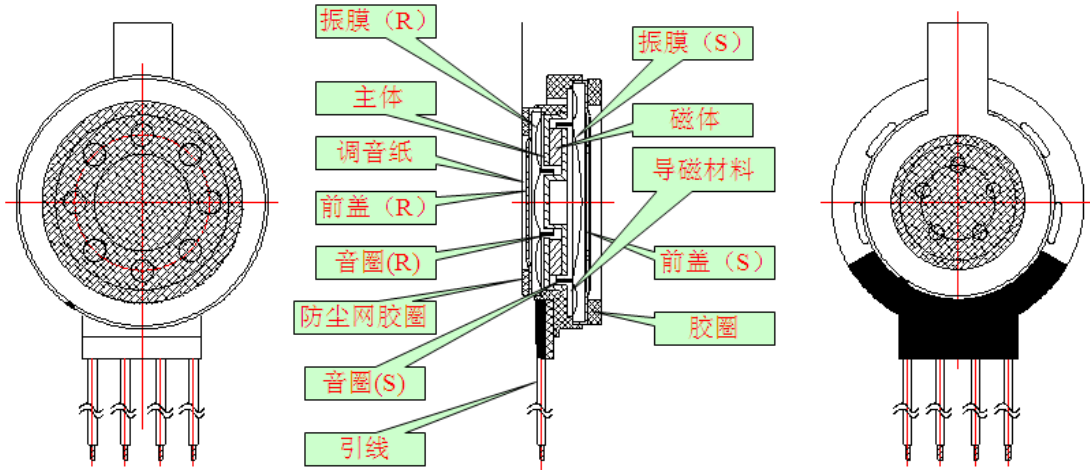 振膜（R）
主体
调音纸
前盖（R）
音圈(R)
防尘网胶圈
音圈(S)
引线
振膜（S）
磁体
导磁材料
前盖（S）
胶圈